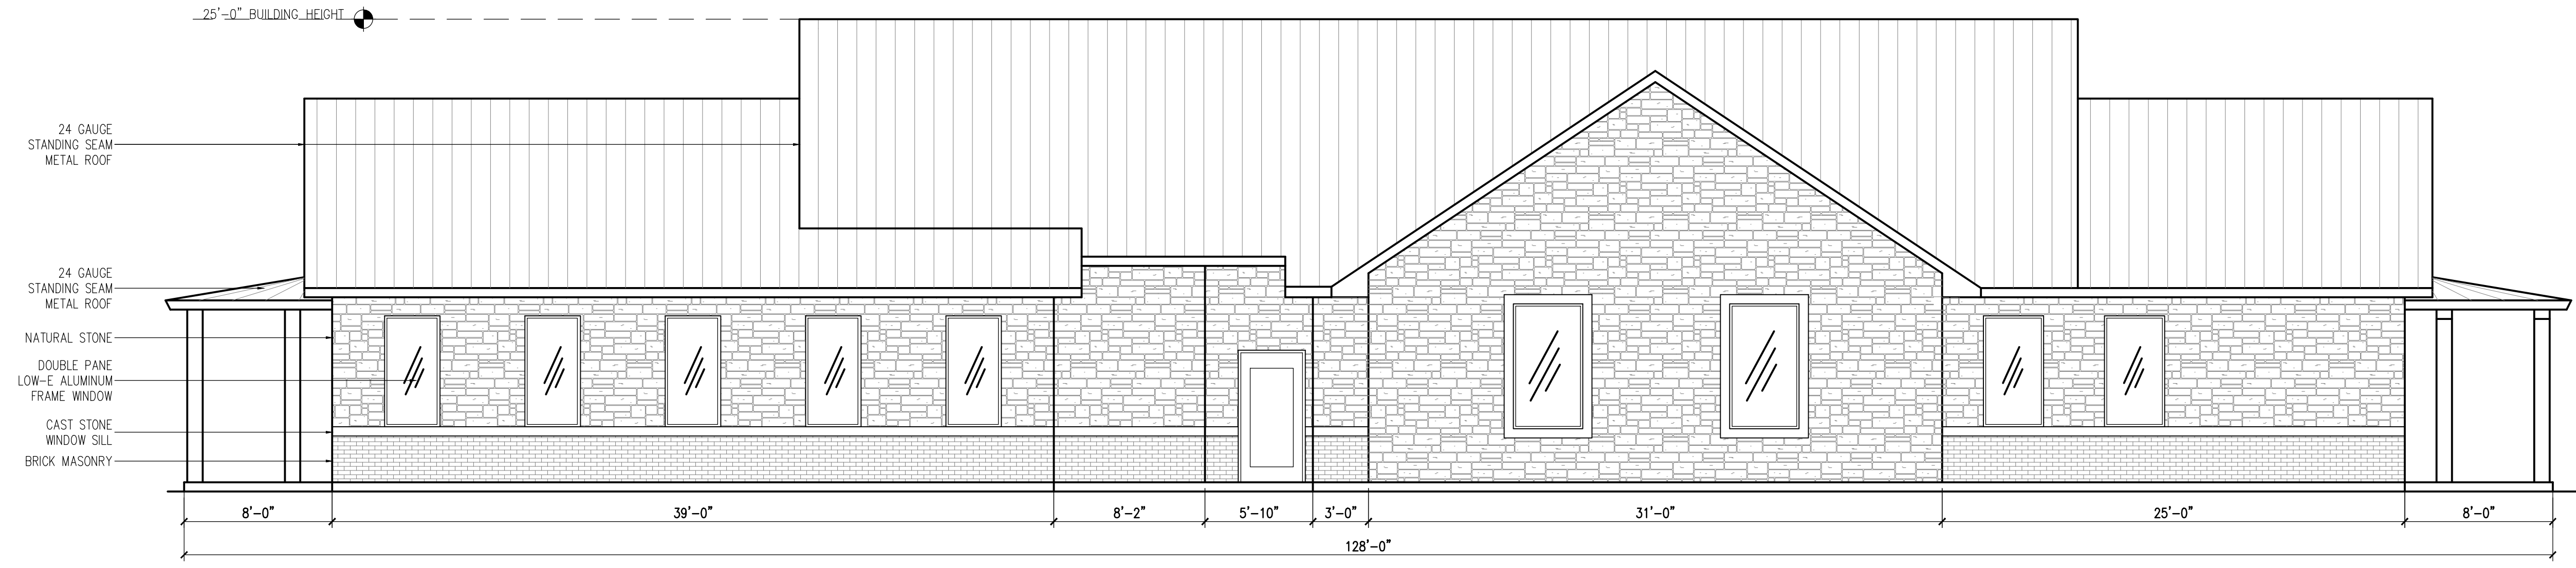 25'-0" BUILDING HEIGHT
24 GAUGE
STANDING SEAM
METAL ROOF
24 GAUGE
STANDING SEAM
METAL ROOF
NATURAL STONE
DOUBLE PANE
LOW-E ALUMINUM
FRAME WINDOW
CAST STONE
WINDOW SILL
BRICK MASONRY
8'-0" 39'-0" 8'-2" 5'-10" 3'-0" 31'-0" 25'-0" 8'-0"
128'-0"